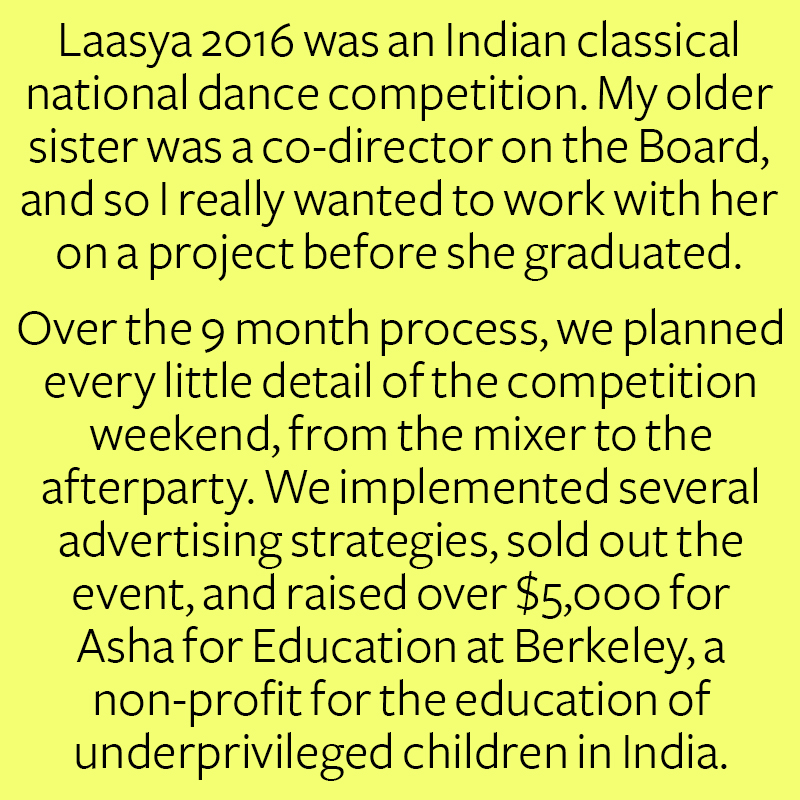 Laasya 2016 was an Indian classical
national dance competition. My older
sister was a co-director on the Board,
and so I really wanted to work with her
on a project before she graduated.
Over the 9 month process, we planned
every little detail of the competition
weekend, from the mixer to the
afterparty. We implemented several
advertising strategies, sold out the
event, and raised over $5,000 for
Asha for Education at Berkeley, a
non-profit for the education of
underprivileged children in India.